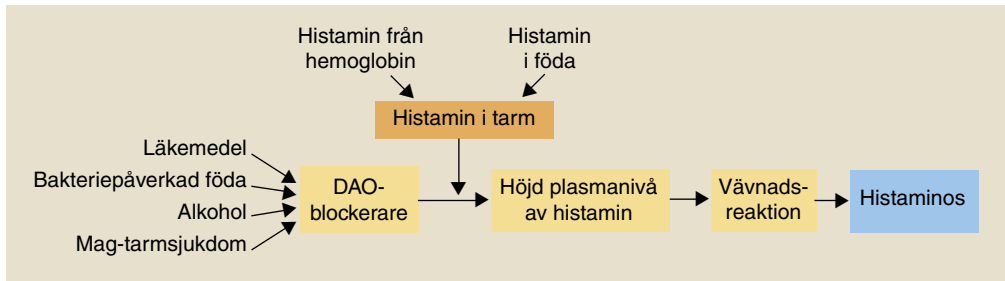 Histamin från
hemoglobin
Histamin
i föda
Histamin i tarm
Läkemedel
Bakteriepåverkad föda
Alkohol
Mag-tarmsjukdom
DAO-
blockerare
Höjd plasmanivå
av histamin
Vävnads-
reaktion
Histaminos